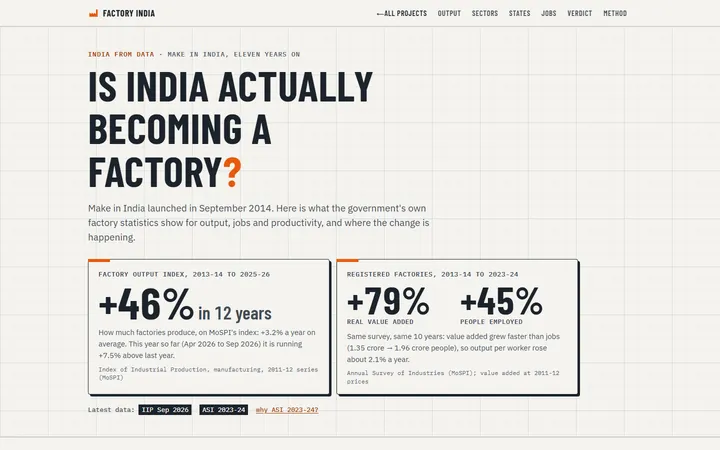 FACTORY INDIA
←ALL PROJECTS OUTPUT SECTORS STATES JOBS VERDICT METHOD
INDIA FROM DATA · MAKE IN INDIA, ELEVEN YEARS ON
IS INDIA ACTUALLY
BECOMING A
FACTORY?
Make in India launched in September 2014. Here is what the government's own
factory statistics show for output, jobs and productivity, and where the change is
happening.
FACTORY OUTPUT INDEX, 2013-14 TO 2025-26
+46% in 12 years
How much factories produce, on MoSPI's index: +3.2% a year on
average. This year so far (Apr 2026 to Sep 2026) it is running
+7.5% above last year.
Index of Industrial Production, manufacturing, 2011-12 series
(MoSPI)
REGISTERED FACTORIES, 2013-14 TO 2023-24
+79% +45%
REAL VALUE ADDED PEOPLE EMPLOYED
Same survey, same 10 years: value added grew faster than jobs
(1.35 crore → 1.96 crore people), so output per worker rose
about 2.1% a year.
Annual Survey of Industries (MoSPI); value added at 2011-12
prices
Latest data: IIP Sep 2026 ASI 2023-24 why ASI 2023-24?